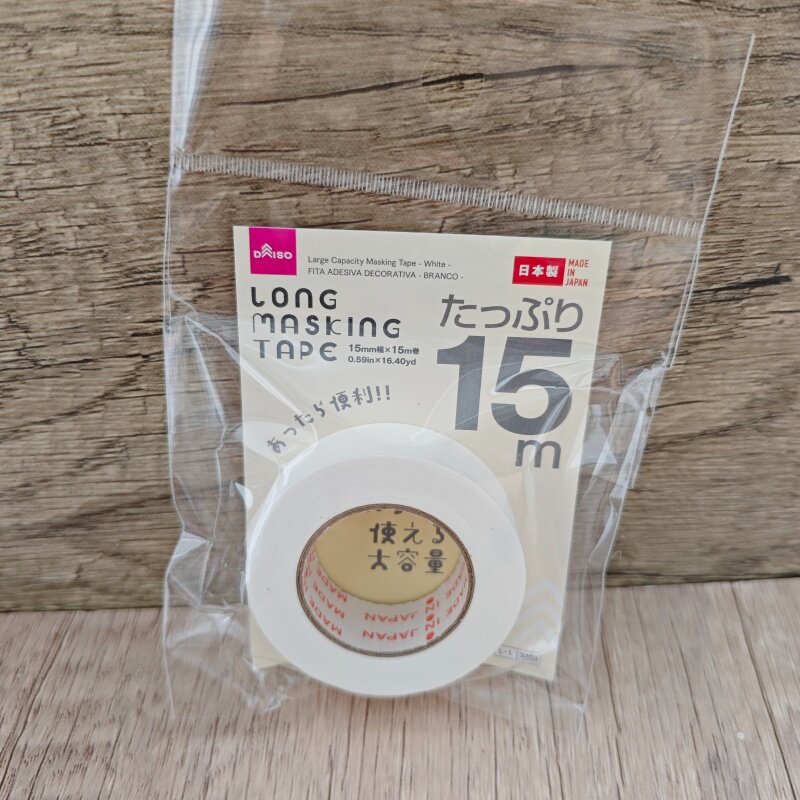 DAISO
Large Capacity Masking Tape - White -
FITA ADESIVA DECORATIVA - BRANCO -
日本製
MADE
IN
JAPAN
LONG
MASKING
TAPE
15mm幅×15m巻
0.59in×16.40yd
たっぷり
15
m
あったら便利!!
使える
大容量
MADE JAPAN MADE